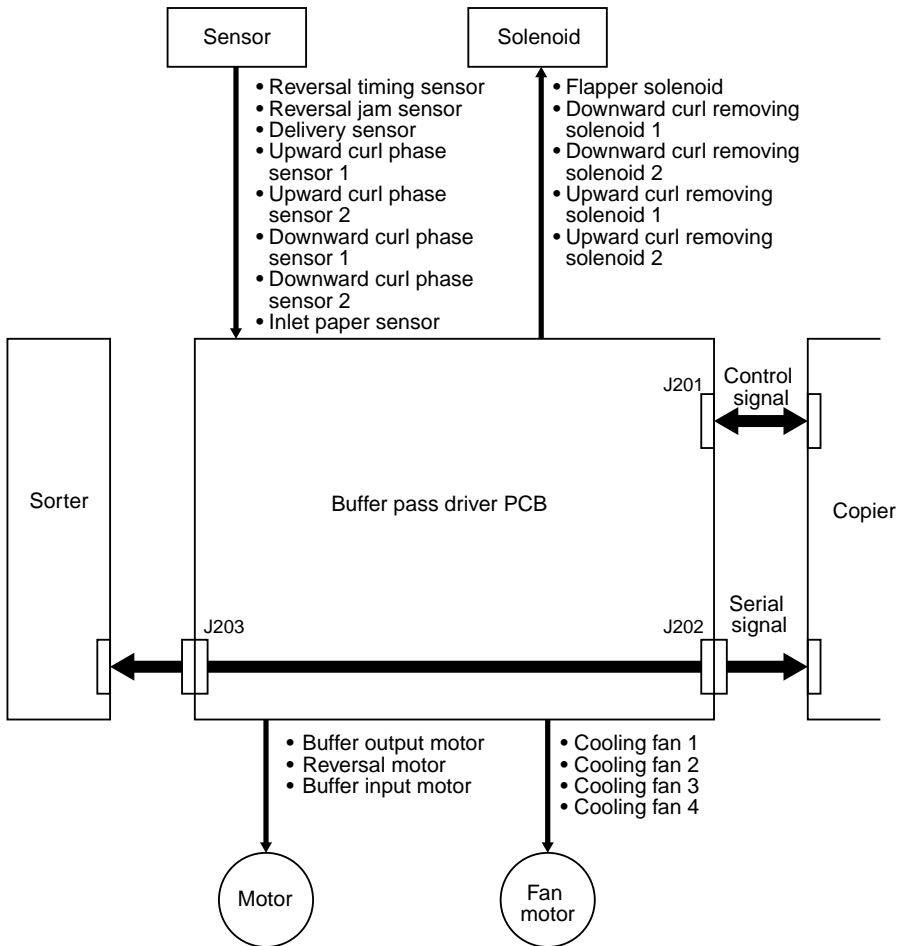 Sensor
Solenoid
• Reversal timing sensor
• Reversal jam sensor
• Delivery sensor
• Upward curl phase
sensor 1
• Upward curl phase
sensor 2
• Downward curl phase
sensor 1
• Downward curl phase
sensor 2
• Inlet paper sensor
• Flapper solenoid
• Downward curl removing
solenoid 1
• Downward curl removing
solenoid 2
• Upward curl removing
solenoid 1
• Upward curl removing
solenoid 2
J201
Control
signal
Sorter
Buffer pass driver PCB
Copier
J203
J202
Serial
signal
• Buffer output motor
• Reversal motor
• Buffer input motor
• Cooling fan 1
• Cooling fan 2
• Cooling fan 3
• Cooling fan 4
Motor
Fan
motor